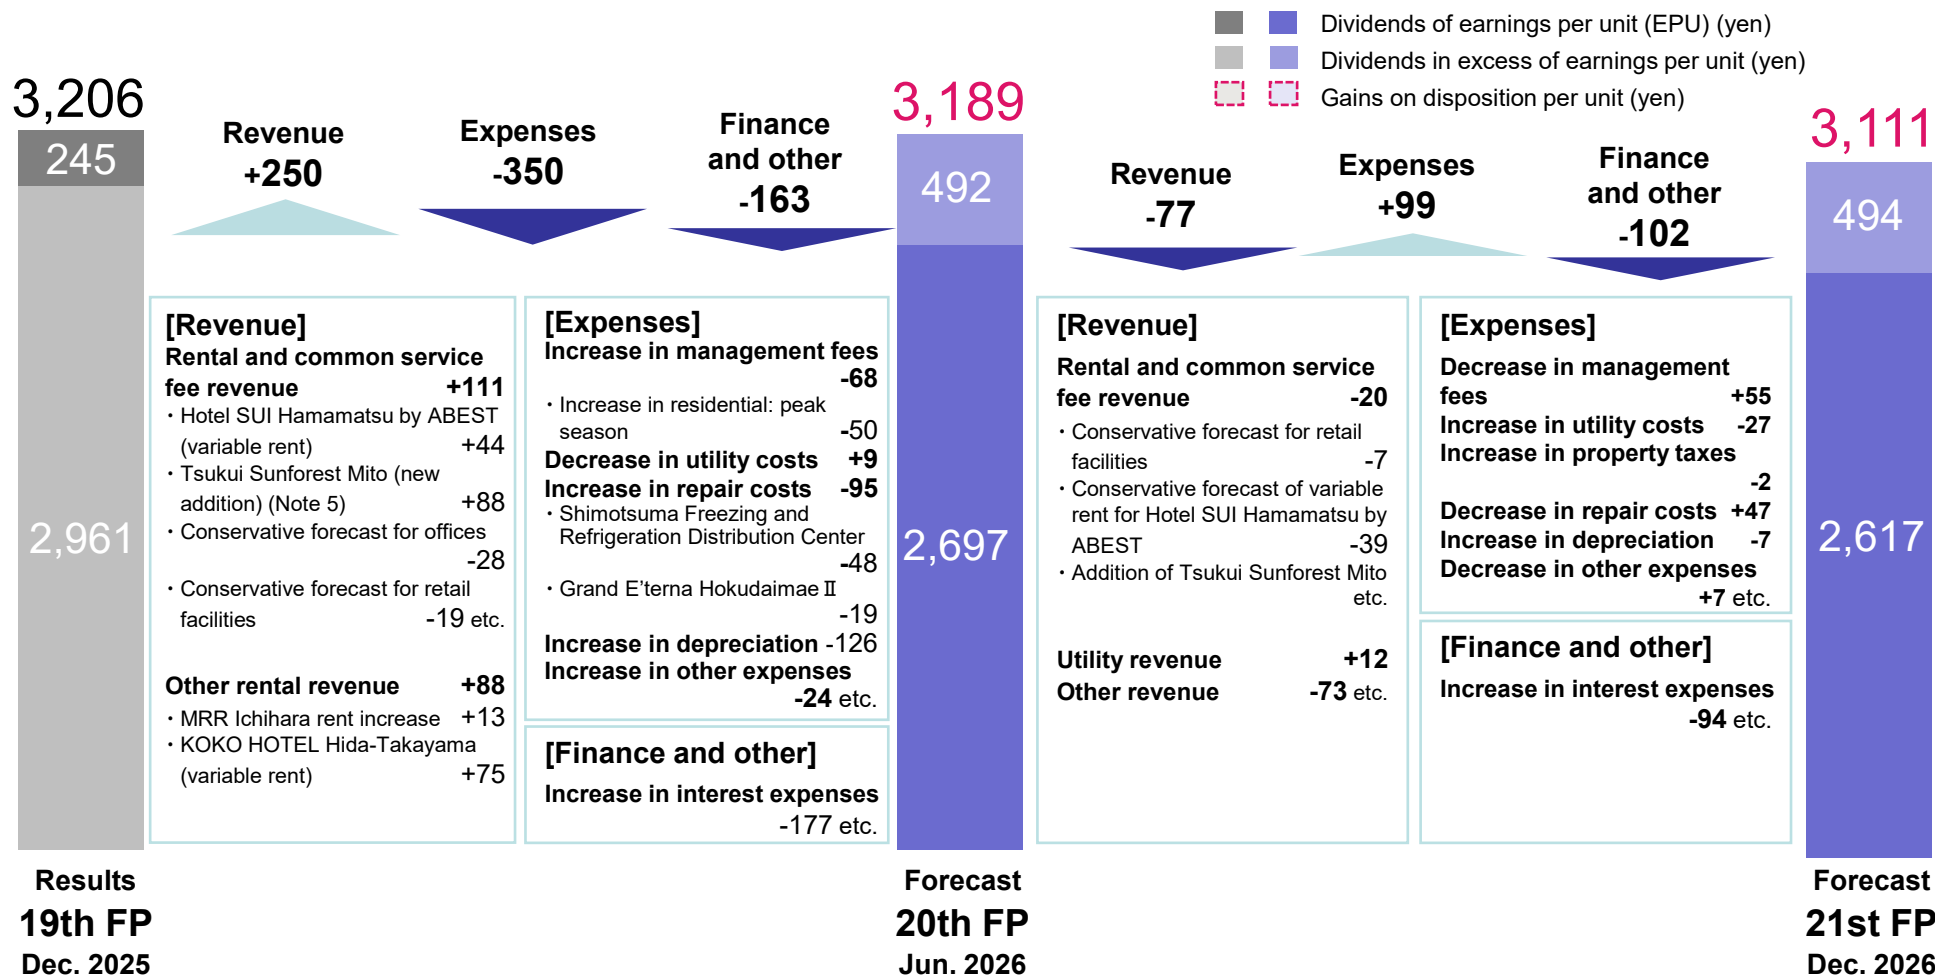 Dividends of earnings per unit (EPU) (yen)
Dividends in excess of earnings per unit (yen)
Gains on disposition per unit (yen)
3,206
245
2,961
Results
19th FP
Dec. 2025
Revenue
+250
Expenses
-350
Finance
and other
-163
[Revenue]
Rental and common service
fee revenue +111
・Hotel SUI Hamamatsu by ABEST
(variable rent) +44
・Tsukui Sunforest Mito (new
addition) (Note 5) +88
・Conservative forecast for offices
-28
・Conservative forecast for retail
facilities -19 etc.
Other rental revenue +88
・MRR Ichihara rent increase +13
・KOKO HOTEL Hida-Takayama
(variable rent) +75
[Expenses]
Increase in management fees
-68
・Increase in residential: peak
season -50
Decrease in utility costs +9
Increase in repair costs -95
・Shimotsuma Freezing and
Refrigeration Distribution Center
-48
・Grand E'terna Hokudaimae Ⅱ
-19
Increase in depreciation -126
Increase in other expenses
-24 etc.
[Finance and other]
Increase in interest expenses
-177 etc.
3,189
492
2,697
Forecast
20th FP
Jun. 2026
Revenue
-77
Expenses
+99
Finance
and other
-102
[Revenue]
Rental and common service
fee revenue -20
・Conservative forecast for retail
facilities -7
・Conservative forecast of variable
rent for Hotel SUI Hamamatsu by
ABEST -39
・Addition of Tsukui Sunforest Mito
etc.
Utility revenue +12
Other revenue -73 etc.
[Expenses]
Decrease in management
fees +55
Increase in utility costs -27
Increase in property taxes
-2
Decrease in repair costs +47
Increase in depreciation -7
Decrease in other expenses
+7 etc.
[Finance and other]
Increase in interest expenses
-94 etc.
3,111
494
2,617
Forecast
21st FP
Dec. 2026